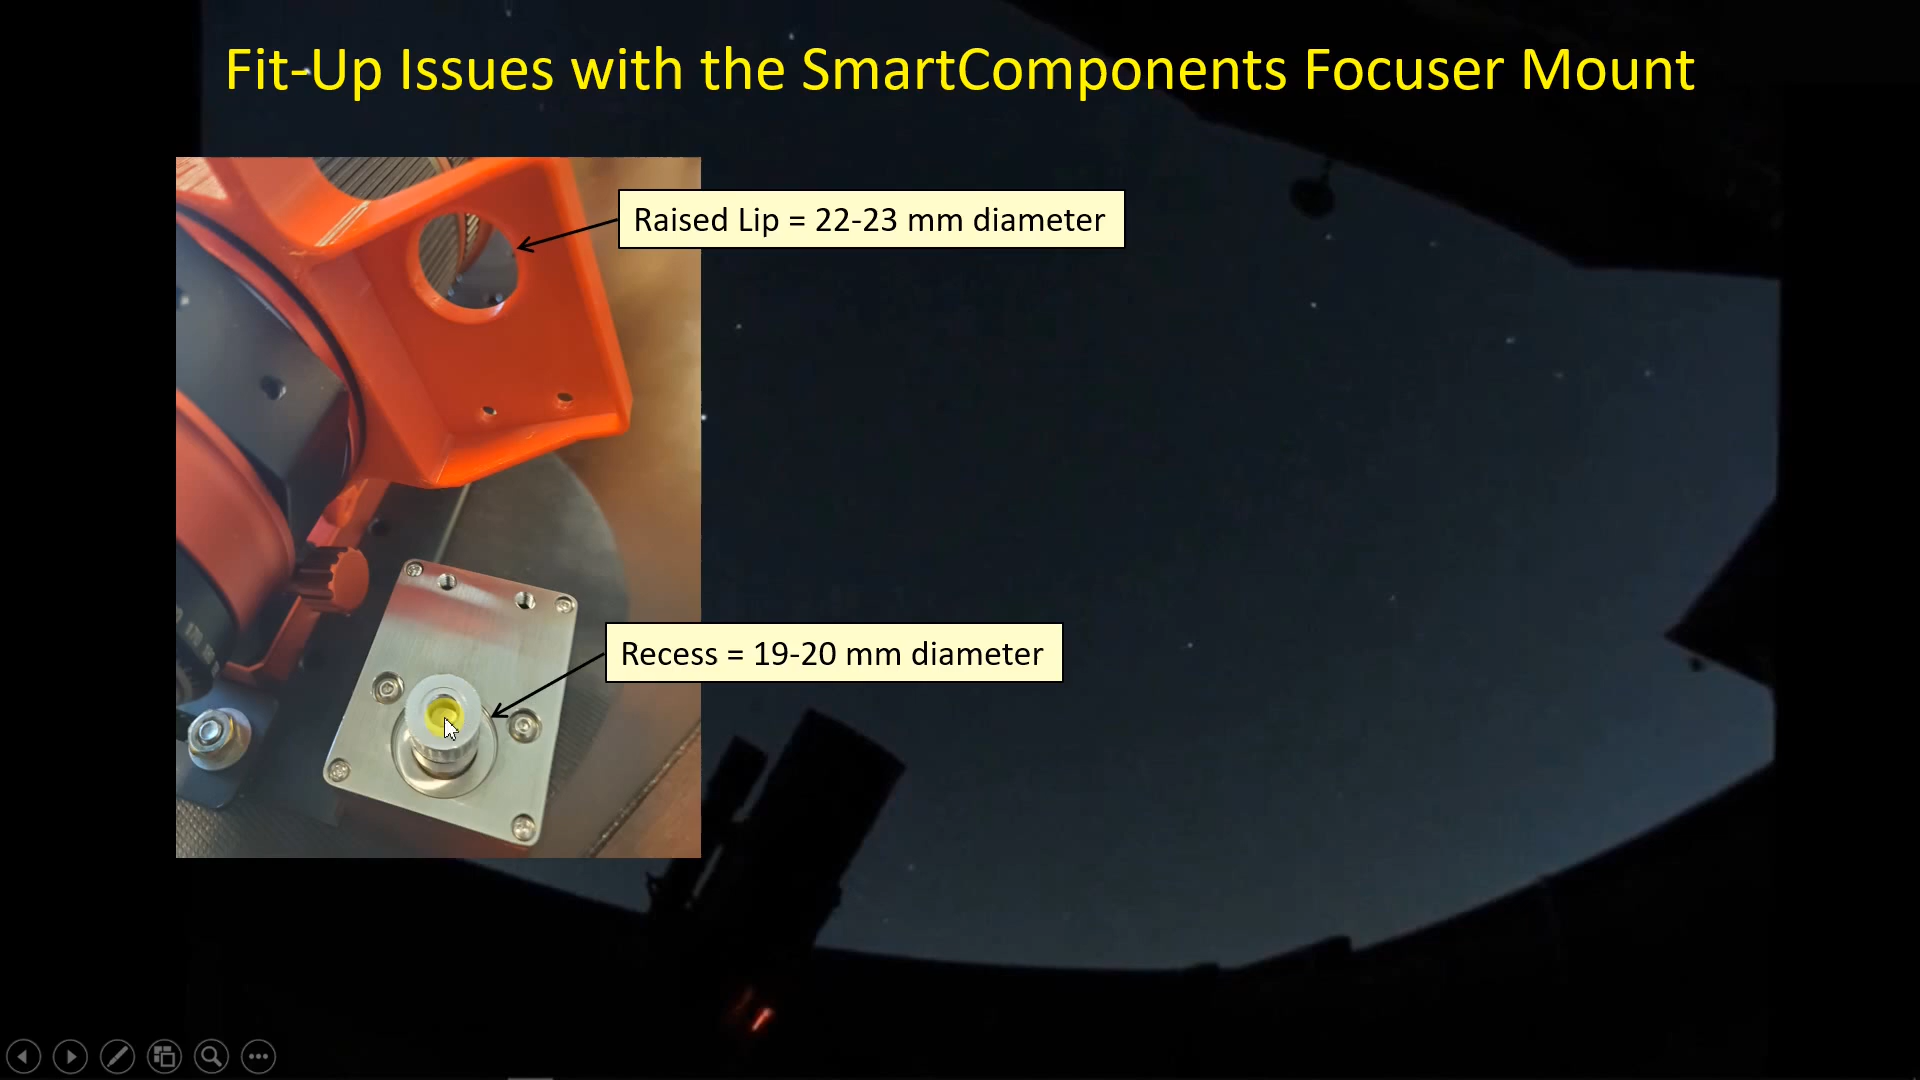 Fit-Up Issues with the SmartComponents Focuser Mount
Raised Lip = 22-23 mm diameter
Recess = 19-20 mm diameter